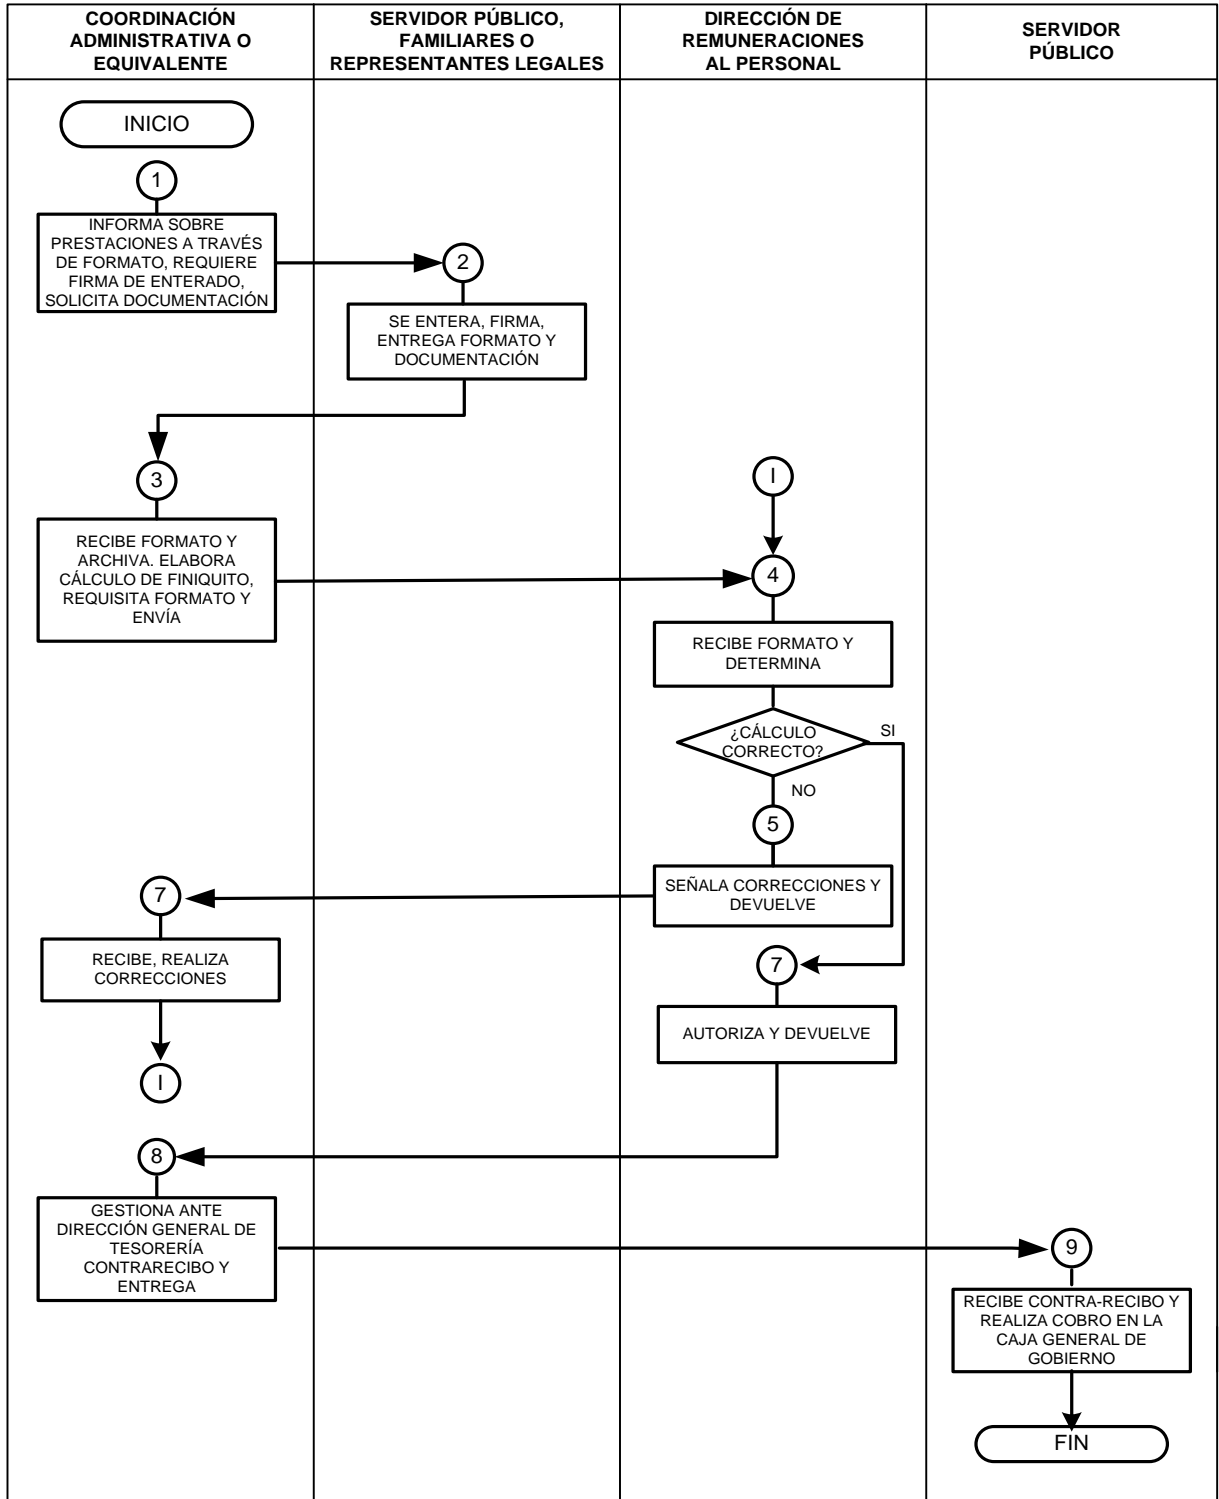 COORDINACIÓN
ADMINISTRATIVA O
EQUIVALENTE
SERVIDOR PÚBLICO,
FAMILIARES O
REPRESENTANTES LEGALES
DIRECCIÓN DE
REMUNERACIONES
AL PERSONAL
SERVIDOR
PÚBLICO
INICIO
1
INFORMA SOBRE
PRESTACIONES A TRAVÉS
DE FORMATO, REQUIERE
FIRMA DE ENTERADO,
SOLICITA DOCUMENTACIÓN
2
SE ENTERA, FIRMA,
ENTREGA FORMATO Y
DOCUMENTACIÓN
3
RECIBE FORMATO Y
ARCHIVA. ELABORA
CÁLCULO DE FINIQUITO,
REQUISITA FORMATO Y
ENVÍA
I
4
RECIBE FORMATO Y
DETERMINA
¿CÁLCULO
CORRECTO?
SI
NO
5
SEÑALA CORRECCIONES Y
DEVUELVE
7
RECIBE, REALIZA
CORRECCIONES
I
7
AUTORIZA Y DEVUELVE
8
GESTIONA ANTE
DIRECCIÓN GENERAL DE
TESORERÍA
CONTRARECIBO Y
ENTREGA
9
RECIBE CONTRA-RECIBO Y
REALIZA COBRO EN LA
CAJA GENERAL DE
GOBIERNO
FIN